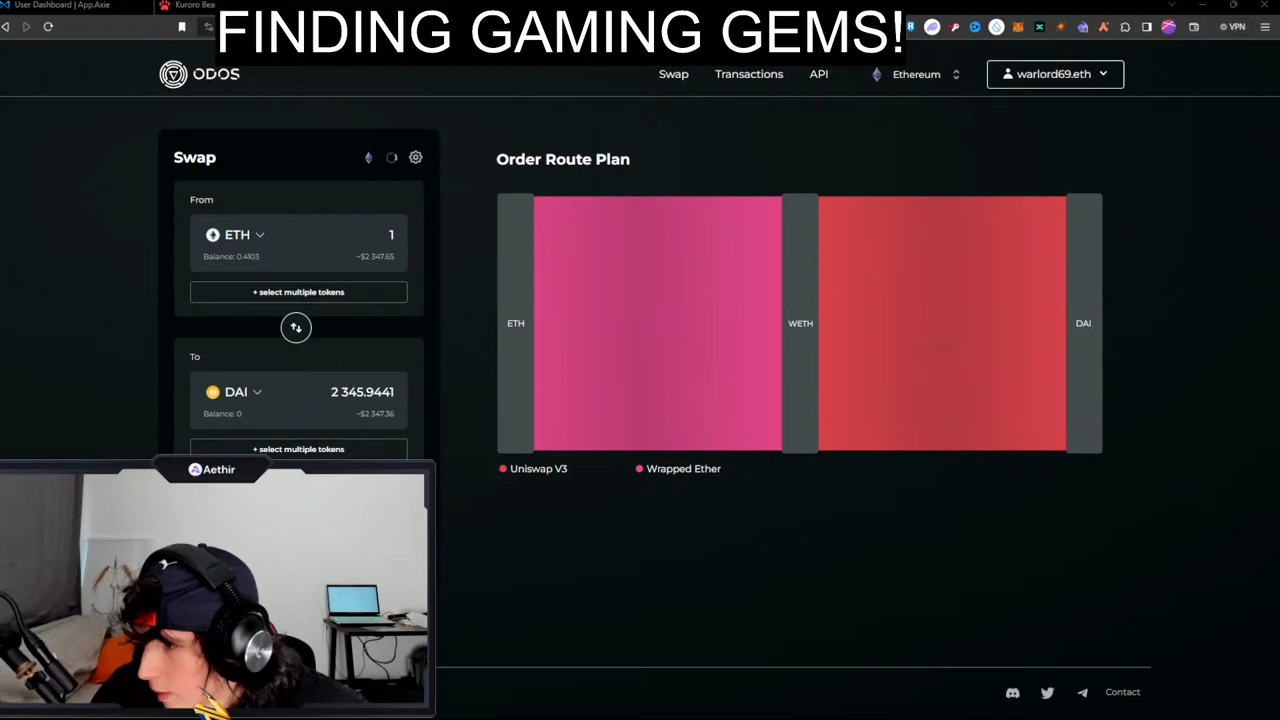 User Dashboard | App.Axie
Kuroro Bea
FINDING GAMING GEMS!
VPN
ODOS
Swap
Transactions
API
Ethereum
warlord69.eth
Swap
From
ETH
1
Balance: 0.4103
~$2 347.65
+ select multiple tokens
To
DAI
2 345.9441
Balance: 0
~$2 347.36
+ select multiple tokens
Order Route Plan
ETH
WETH
DAI
Uniswap V3
Wrapped Ether
Aethir
Contact